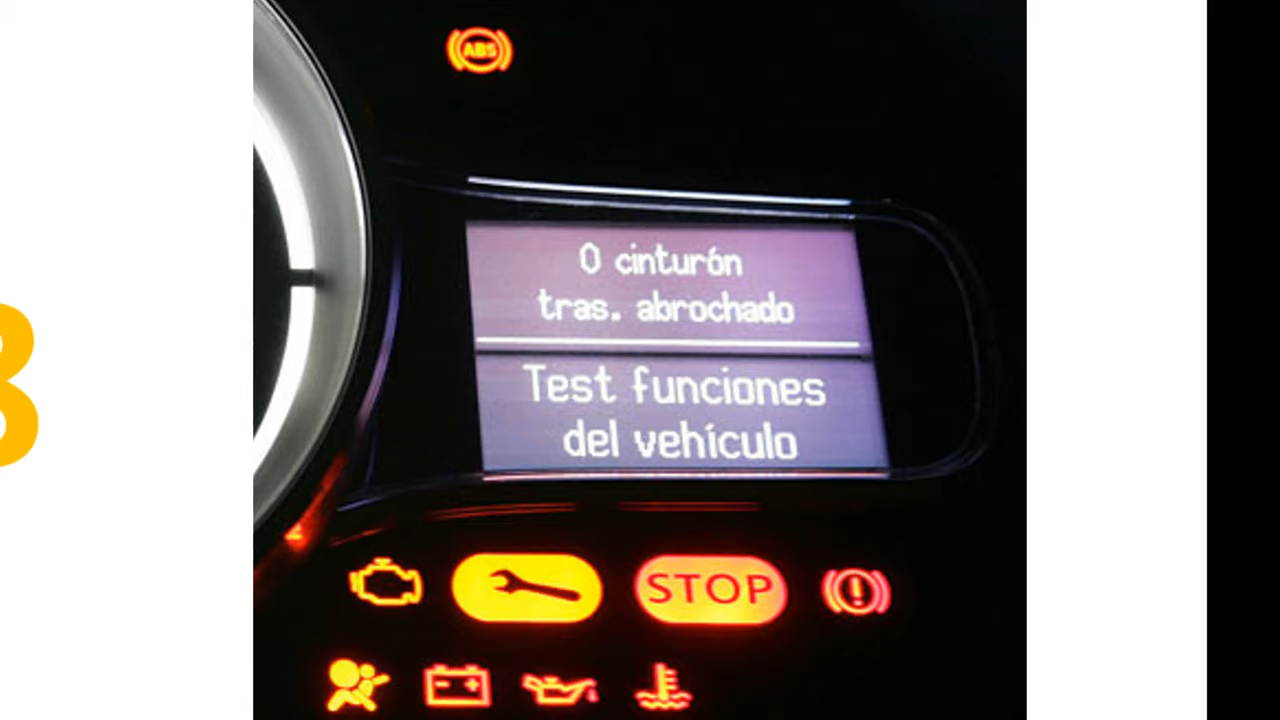 ABS
0 cinturón
tras. abrochado
Test funciones
del vehículo
STOP